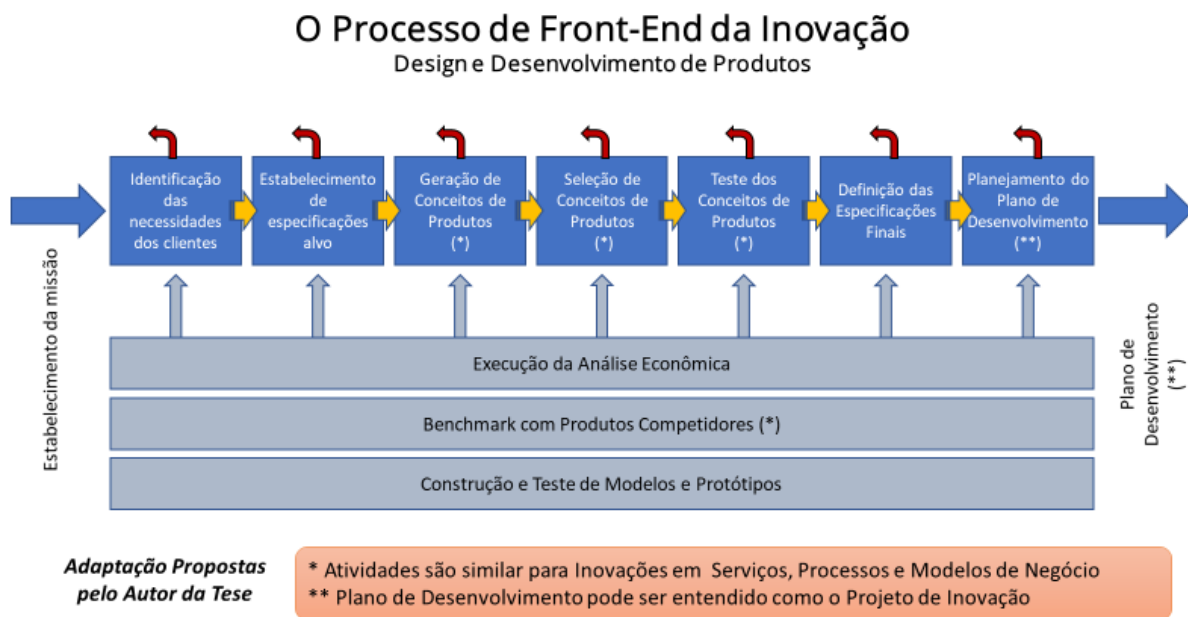 O Processo de Front-End da Inovação
Design e Desenvolvimento de Produtos
Identificação
das
necessidades
dos clientes
Estabelecimento
de
especificações
alvo
Geração de
Conceitos de
Produtos
(*)
Seleção de
Conceitos de
Produtos
(*)
Teste dos
Conceitos de
Produtos
(*)
Definição das
Especificações
Finais
Planejamento do
Plano de
Desenvolvimento
(**)
Estabelecimento da missão
Execução da Análise Econômica
Benchmark com Produtos Competidores (*)
Construção e Teste de Modelos e Protótipos
Plano de
Desenvolvimento
(**)
Adaptação Propostas
pelo Autor da Tese
* Atividades são similar para Inovações em Serviços, Processos e Modelos de Negócio
** Plano de Desenvolvimento pode ser entendido como o Projeto de Inovação